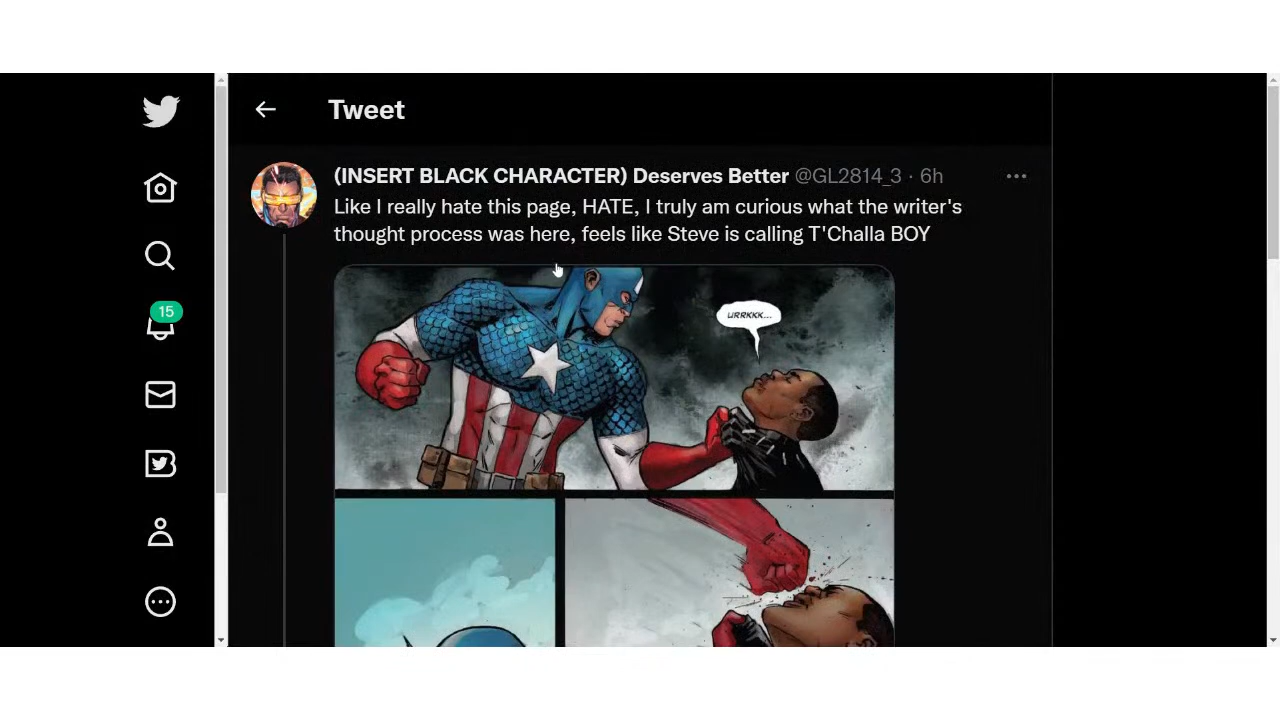 Tweet
(INSERT BLACK CHARACTER) Deserves Better @GL2814_3 · 6h
Like I really hate this page, HATE, I truly am curious what the writer's
thought process was here, feels like Steve is calling T'Challa BOY
15
URRKKK...